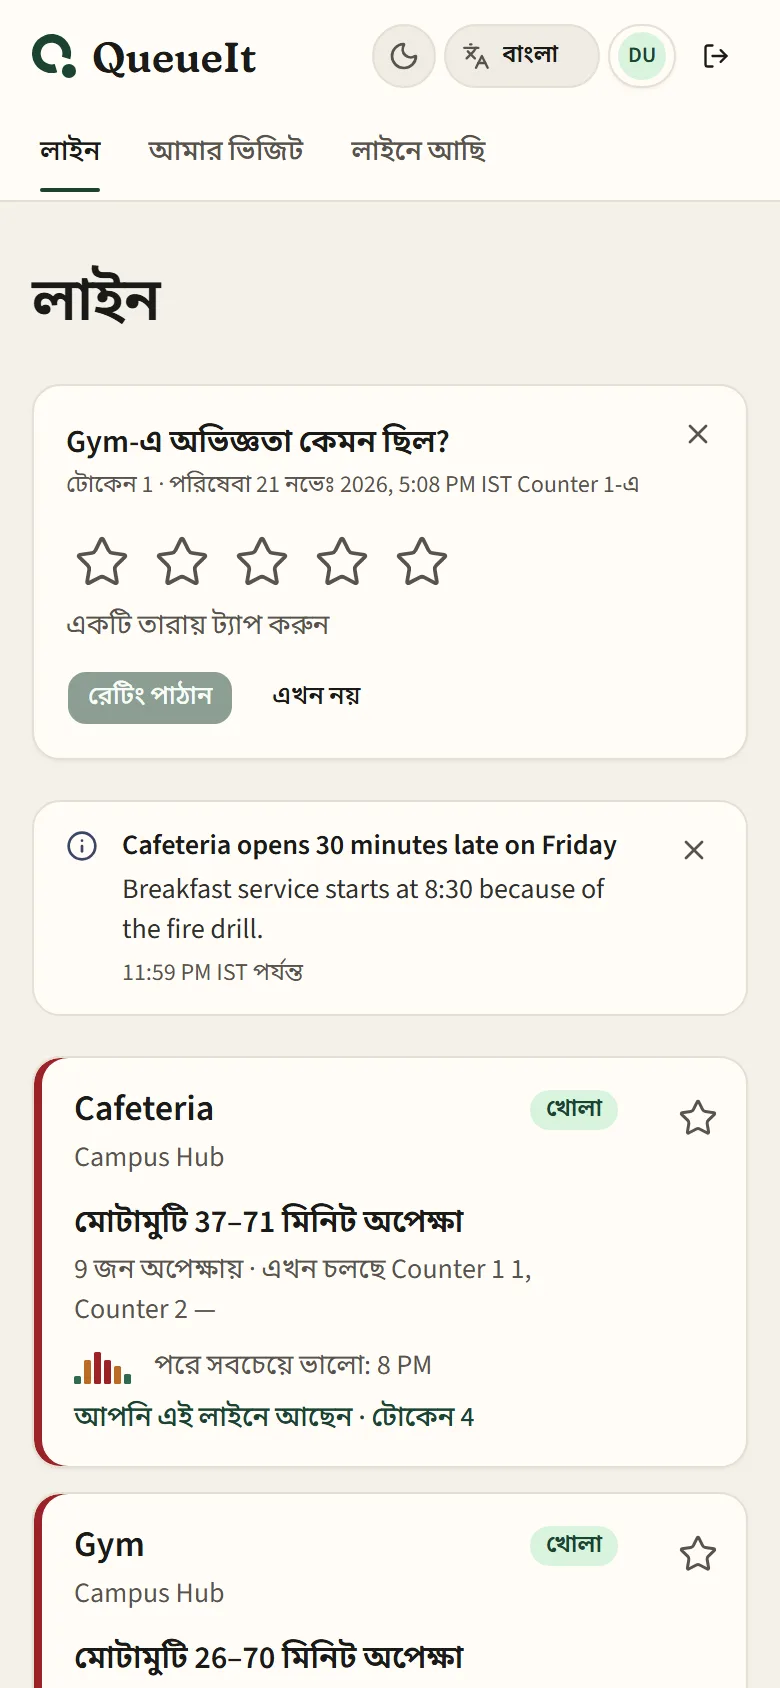 QueueIt
বাংলা
DU
লাইন
আমার ভিজিট
লাইনে আছি
লাইন
Gym-এ অভিজ্ঞতা কেমন ছিল?
টোকেন 1 · পরিষেবা 21 নভেঃ 2026, 5:08 PM IST Counter 1-এ
একটি তারায় ট্যাপ করুন
রেটিং পাঠান
এখন নয়
Cafeteria opens 30 minutes late on Friday
Breakfast service starts at 8:30 because of
the fire drill.
11:59 PM IST পর্যন্ত
Cafeteria
খোলা
Campus Hub
মোটামুটি 37–71 মিনিট অপেক্ষা
9 জন অপেক্ষায় · এখন চলছে Counter 1 1,
Counter 2 —
পরে সবচেয়ে ভালো: 8 PM
আপনি এই লাইনে আছেন · টোকেন 4
Gym
খোলা
Campus Hub
মোটামুটি 26–70 মিনিট অপেক্ষা